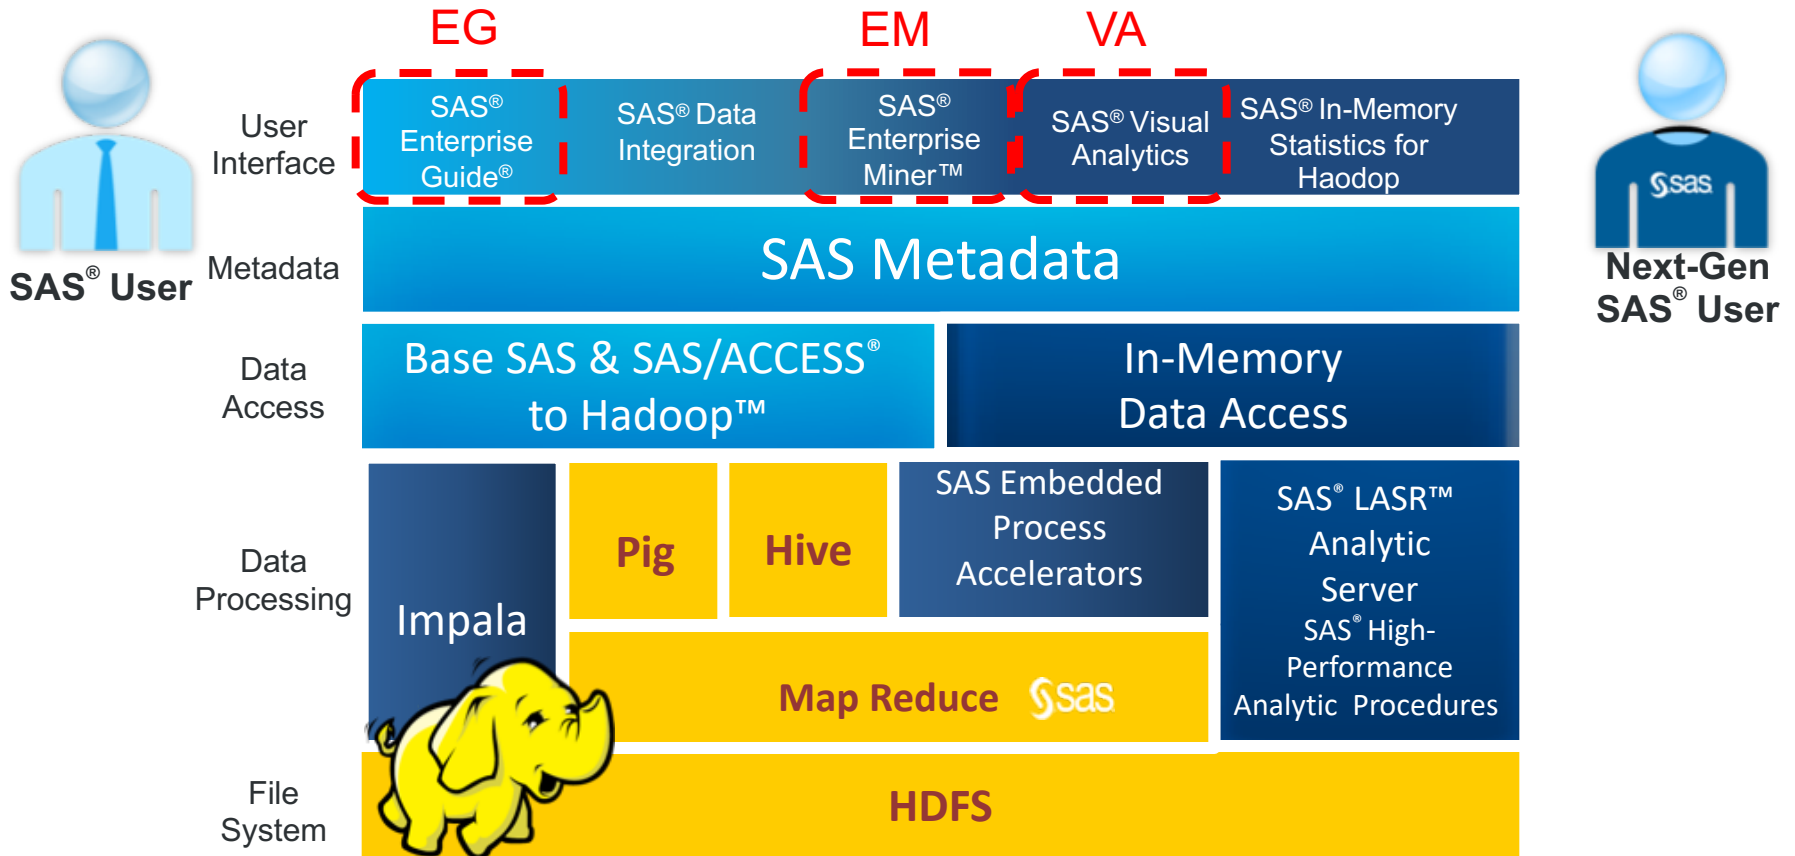 EG
EM
VA
User
Interface
SAS® 
Enterprise
Guide®
SAS® Data
Integration
SAS®
Enterprise
Miner™
SAS® Visual
Analytics
SAS® In-Memory
Statistics for
Haodop
SAS® User
Metadata
SAS Metadata
sas
Next-Gen
SAS® User
Data
Access
Base SAS & SAS/ACCESS®
to Hadoop™
In-Memory
Data Access
Data
Processing
Impala
Pig
Hive
SAS Embedded
Process
Accelerators
Map Reduce sas
SAS® LASR™
Analytic
Server
SAS® High-
Performance
Analytic Procedures
File
System
HDFS